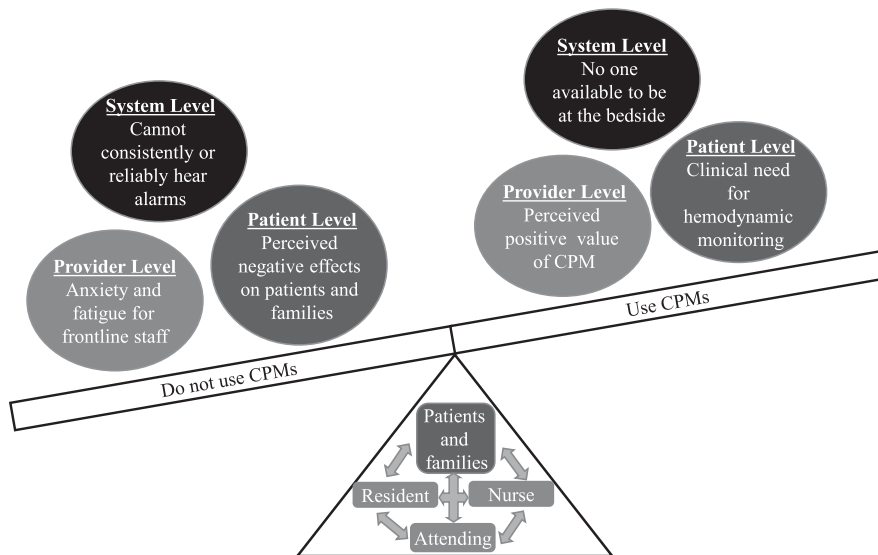 System Level
Cannot
consistently or
reliably hear
alarms
Provider Level
Anxiety and
fatigue for
frontline staff
Patient Level
Perceived
negative effects
on patients and
families
System Level
No one
available to be
at the bedside
Provider Level
Perceived
positive value
of CPM
Patient Level
Clinical need
for
hemodynamic
monitoring
Do not use CPMs
Use CPMs
Patients
and
families
Resident
Nurse
Attending